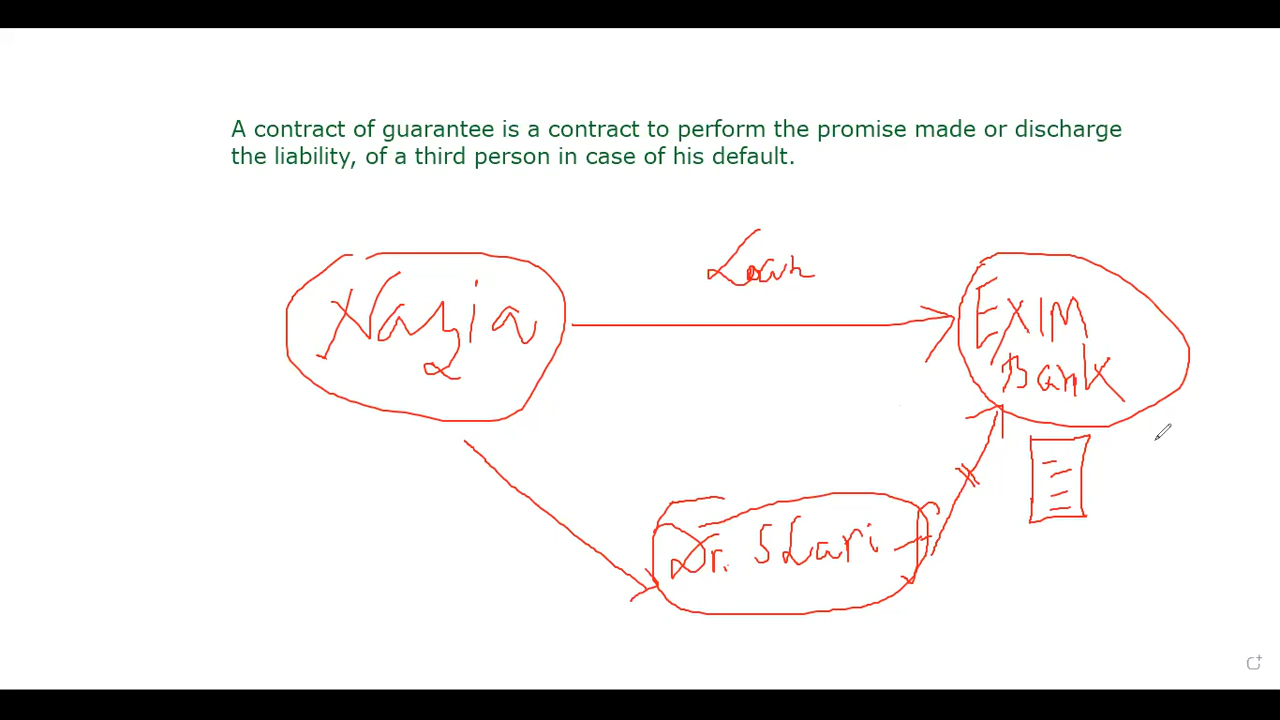 A contract of guarantee is a contract to perform the promise made or discharge
the liability, of a third person in case of his default.
Loan
Nazia
EXIM
Bank
Dr. Sharif